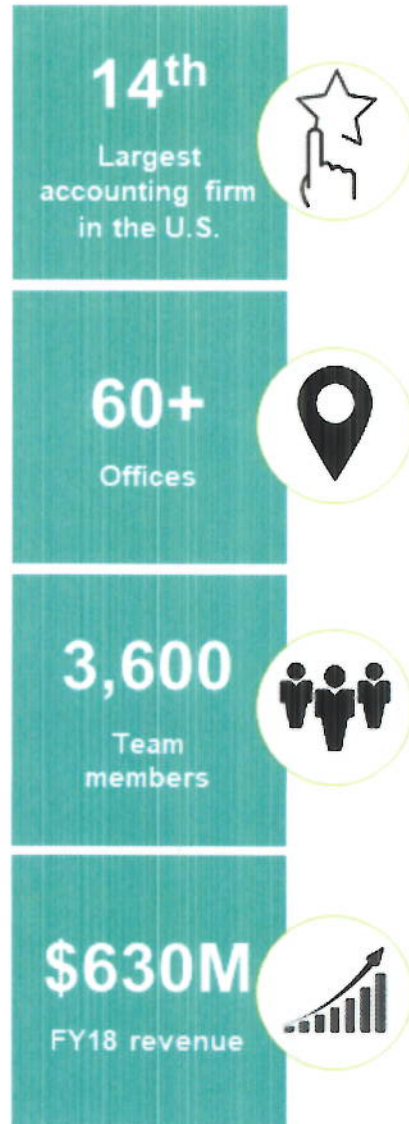 14th
Largest
accounting firm
in the U.S.
60+
Offices
3,600
Team
members
$630M
FY18 revenue